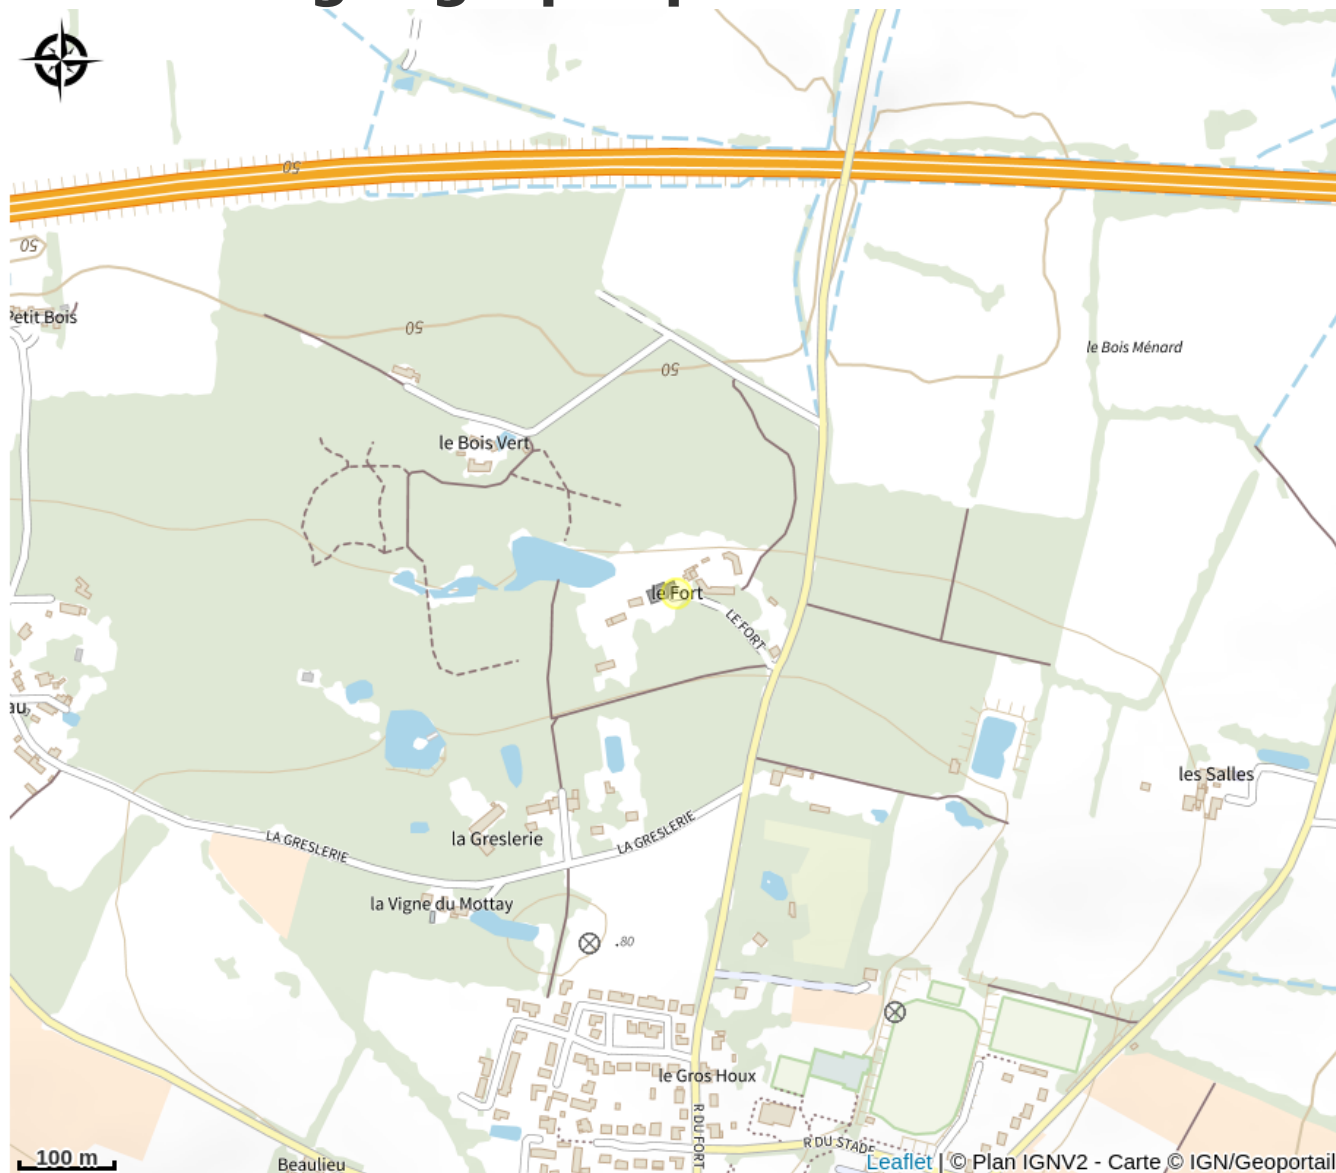 50
50
Petit Bois
50
le Bois Ménard
50
le Bois Vert
le Fort
LE FORT
au,
les Salles
LA GRESLERIE
la Greslerie
LA GRESLERIE
la Vigne du Mottay
.80
le Gros Houx
R DU FORT
R DU STADE
100 m
Beaulieu
Leaflet | © Plan IGNV2 - Carte © IGN/Geoportail